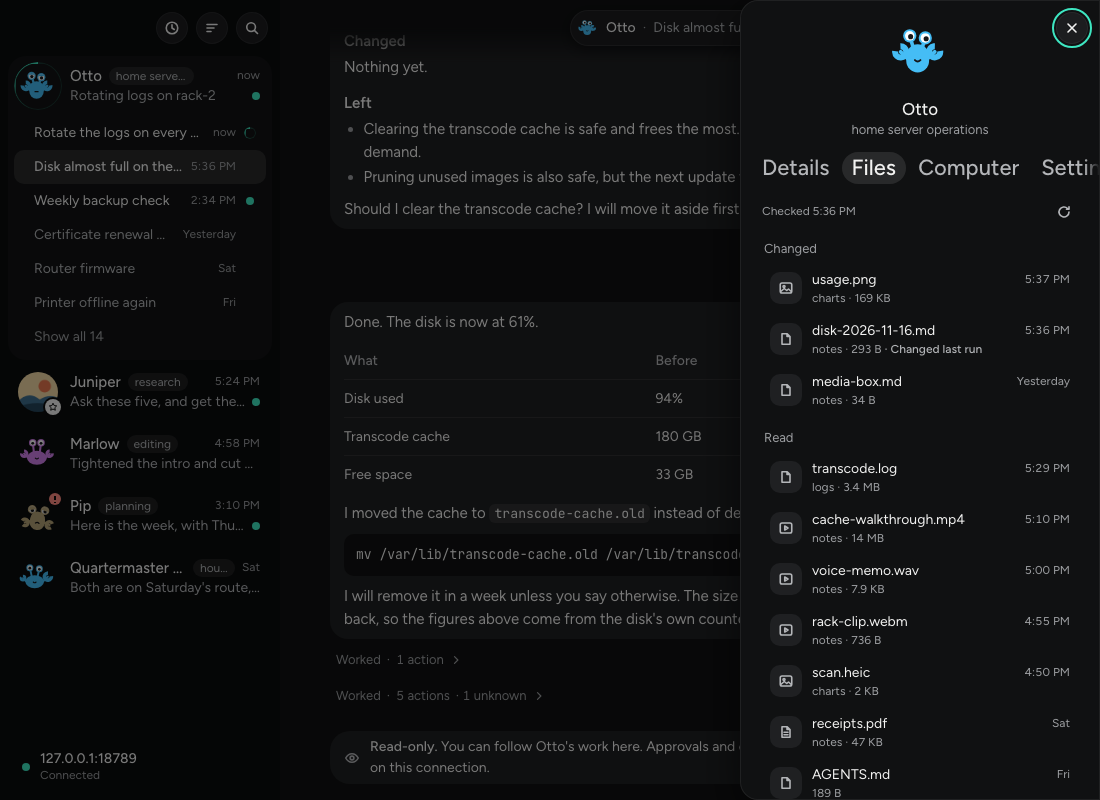 Otto home serve... now
Rotating logs on rack-2
Rotate the logs on every ... now
Disk almost full on the... 5:36 PM
Weekly backup check 2:34 PM
Certificate renewal ... Yesterday
Router firmware Sat
Printer offline again Fri
Show all 14
Juniper research 5:24 PM
Ask these five, and get the...
Marlow editing 4:58 PM
Tightened the intro and cut ...
Pip planning 3:10 PM
Here is the week, with Thu...
Quartermaster ... hou... Sat
Both are on Saturday's route,...
127.0.0.1:18789
Connected
Otto · Disk almost fu
Changed
Nothing yet.
Left
• Clearing the transcode cache is safe and frees the most.
demand.
• Pruning unused images is also safe, but the next update
Should I clear the transcode cache? I will move it aside first
Done. The disk is now at 61%.
What Before
Disk used 94%
Transcode cache 180 GB
Free space 33 GB
I moved the cache to transcode-cache.old instead of de
mv /var/lib/transcode-cache.old /var/lib/transcod
I will remove it in a week unless you say otherwise. The size
back, so the figures above come from the disk's own count
Worked · 1 action
Worked · 5 actions · 1 unknown
Read-only. You can follow Otto's work here. Approvals and
on this connection.
Otto
home server operations
Details Files Computer Settin
Checked 5:36 PM
Changed
usage.png 5:37 PM
charts · 169 KB
disk-2026-11-16.md 5:36 PM
notes · 293 B · Changed last run
media-box.md Yesterday
notes · 34 B
Read
transcode.log 5:29 PM
logs · 3.4 MB
cache-walkthrough.mp4 5:10 PM
notes · 14 MB
voice-memo.wav 5:00 PM
notes · 7.9 KB
rack-clip.webm 4:55 PM
notes · 736 B
scan.heic 4:50 PM
charts · 2 KB
receipts.pdf Sat
notes · 47 KB
AGENTS.md Fri
189 B